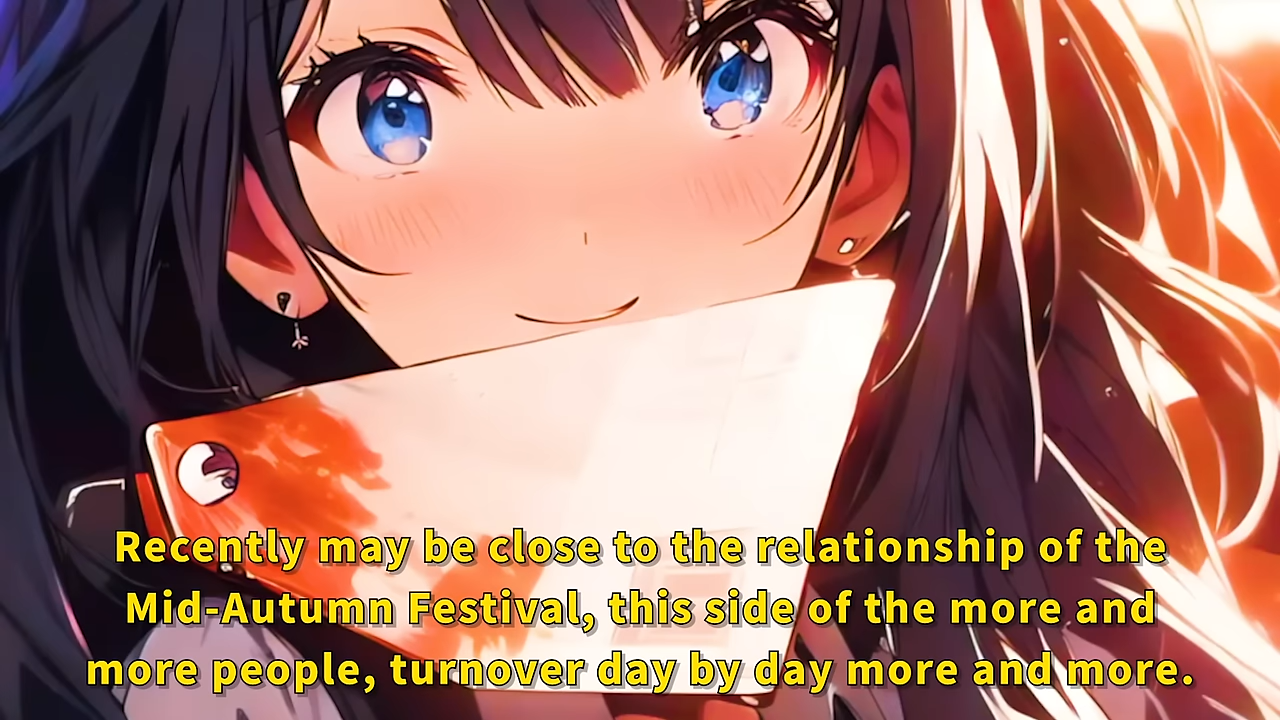 Recently may be close to the relationship of the
Mid-Autumn Festival, this side of the more and
more people, turnover day by day more and more.